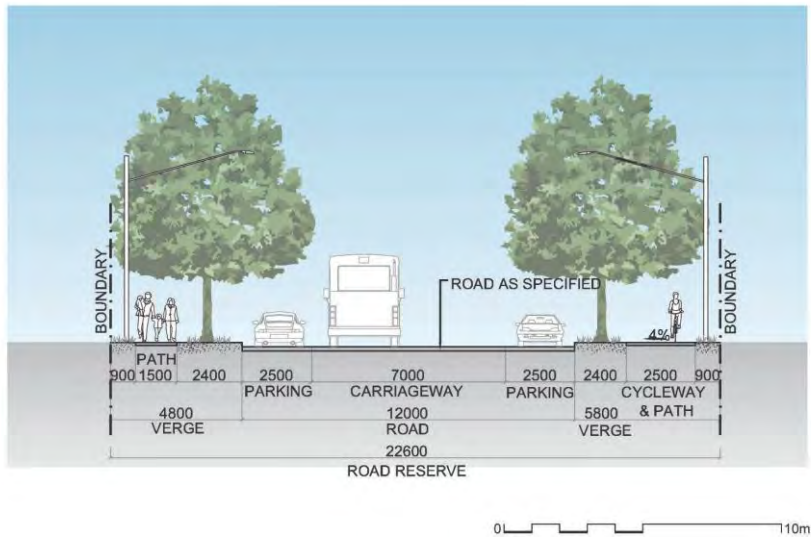 BOUNDARY
BOUNDARY
ROAD AS SPECIFIED
4%
PATH
900 1500 2400 2500 7000 2500 2400 2500 900
PARKING CARRIAGEWAY PARKING CYCLEWAY
& PATH
4800 12000 5800
VERGE ROAD VERGE
22600
ROAD RESERVE
0 10m